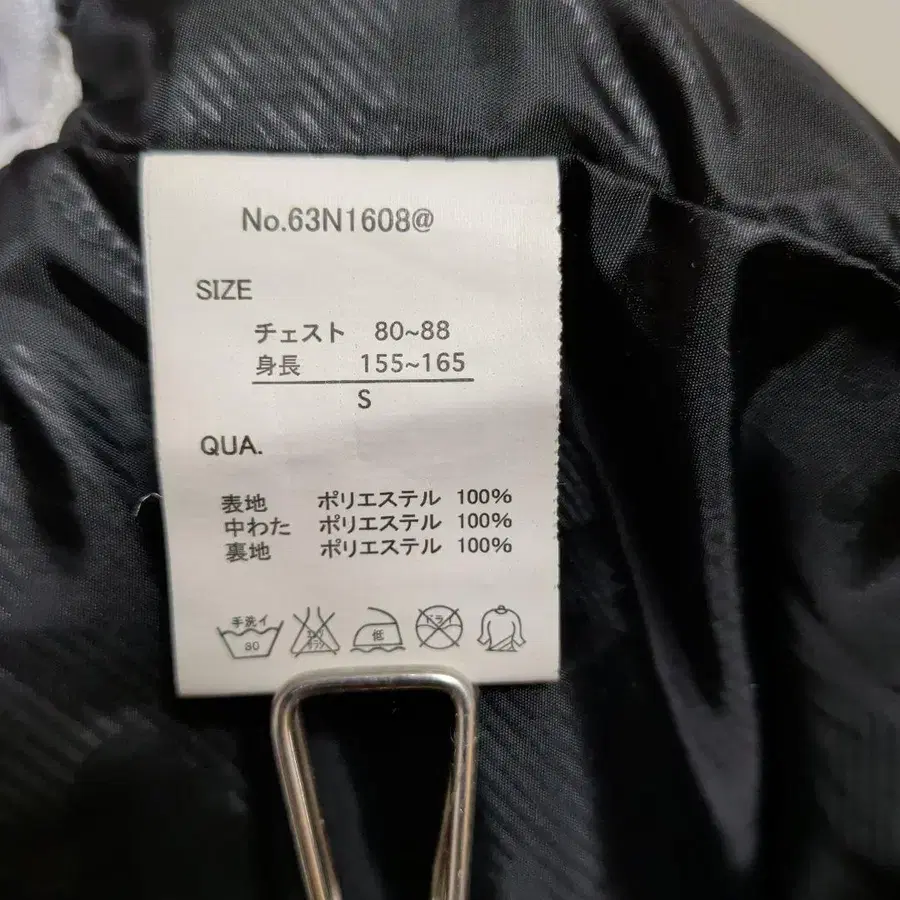 No.63N1608@
SIZE
チェスト 80~88
身長 155~165
S
QUA.
表地 ポリエステル 100%
中わた ポリエステル 100%
裏地 ポリエステル 100%
手洗イ 30 低 ドライ